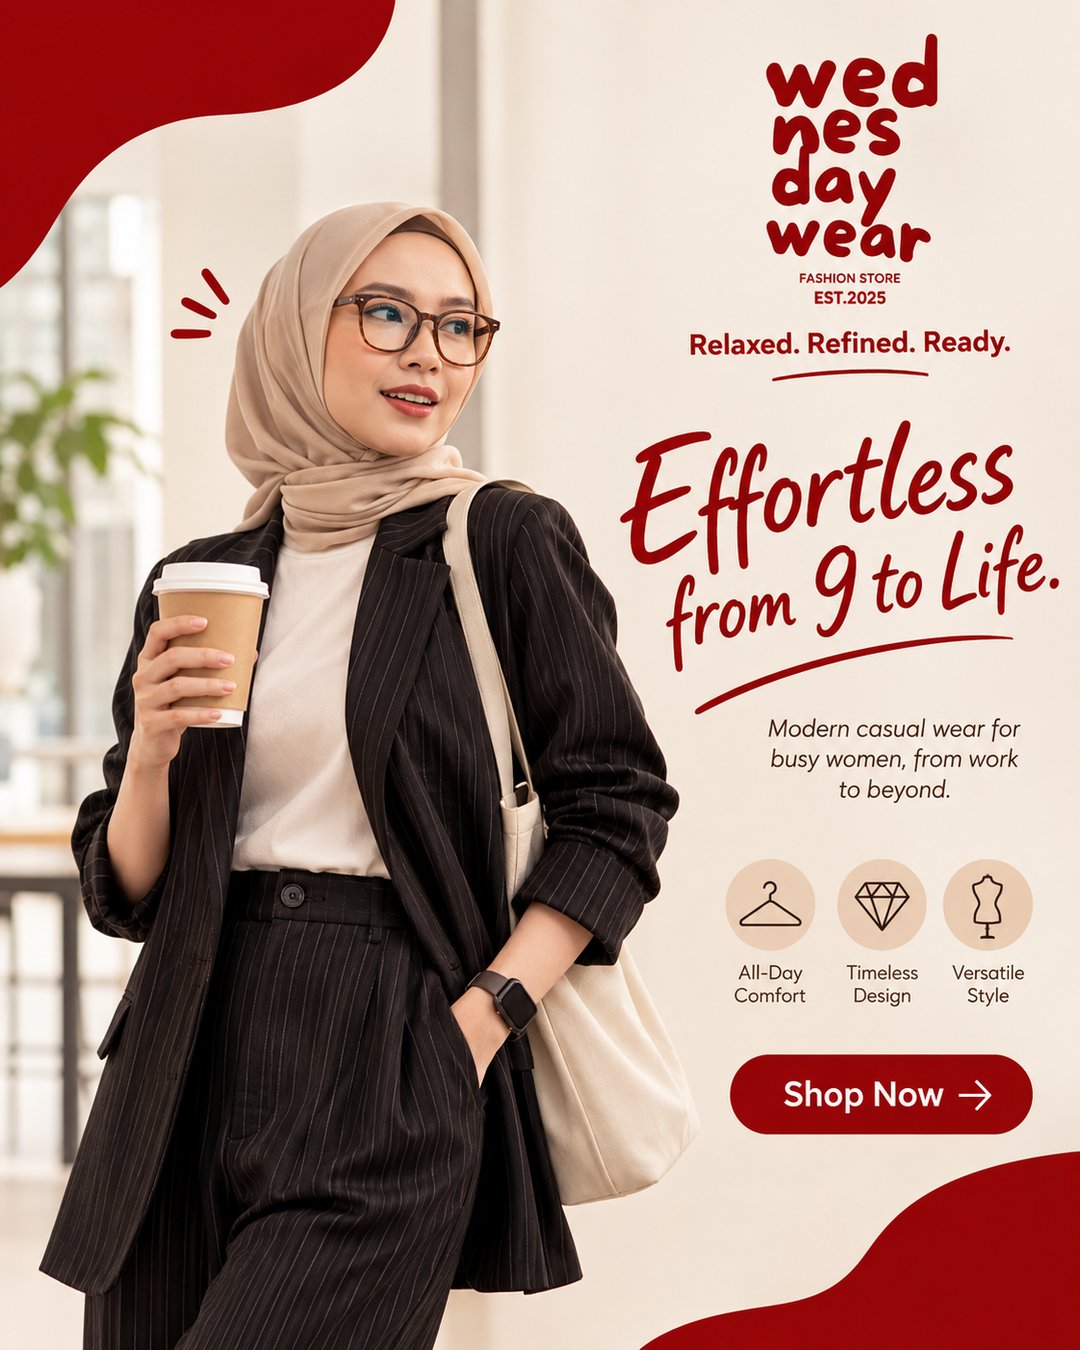 wed
nes
day
wear
FASHION STORE
EST.2025
Relaxed. Refined. Ready.
Effortless
from 9 to Life.
Modern casual wear for
busy women, from work
to beyond.
All-Day
Comfort
Timeless
Design
Versatile
Style
Shop Now →